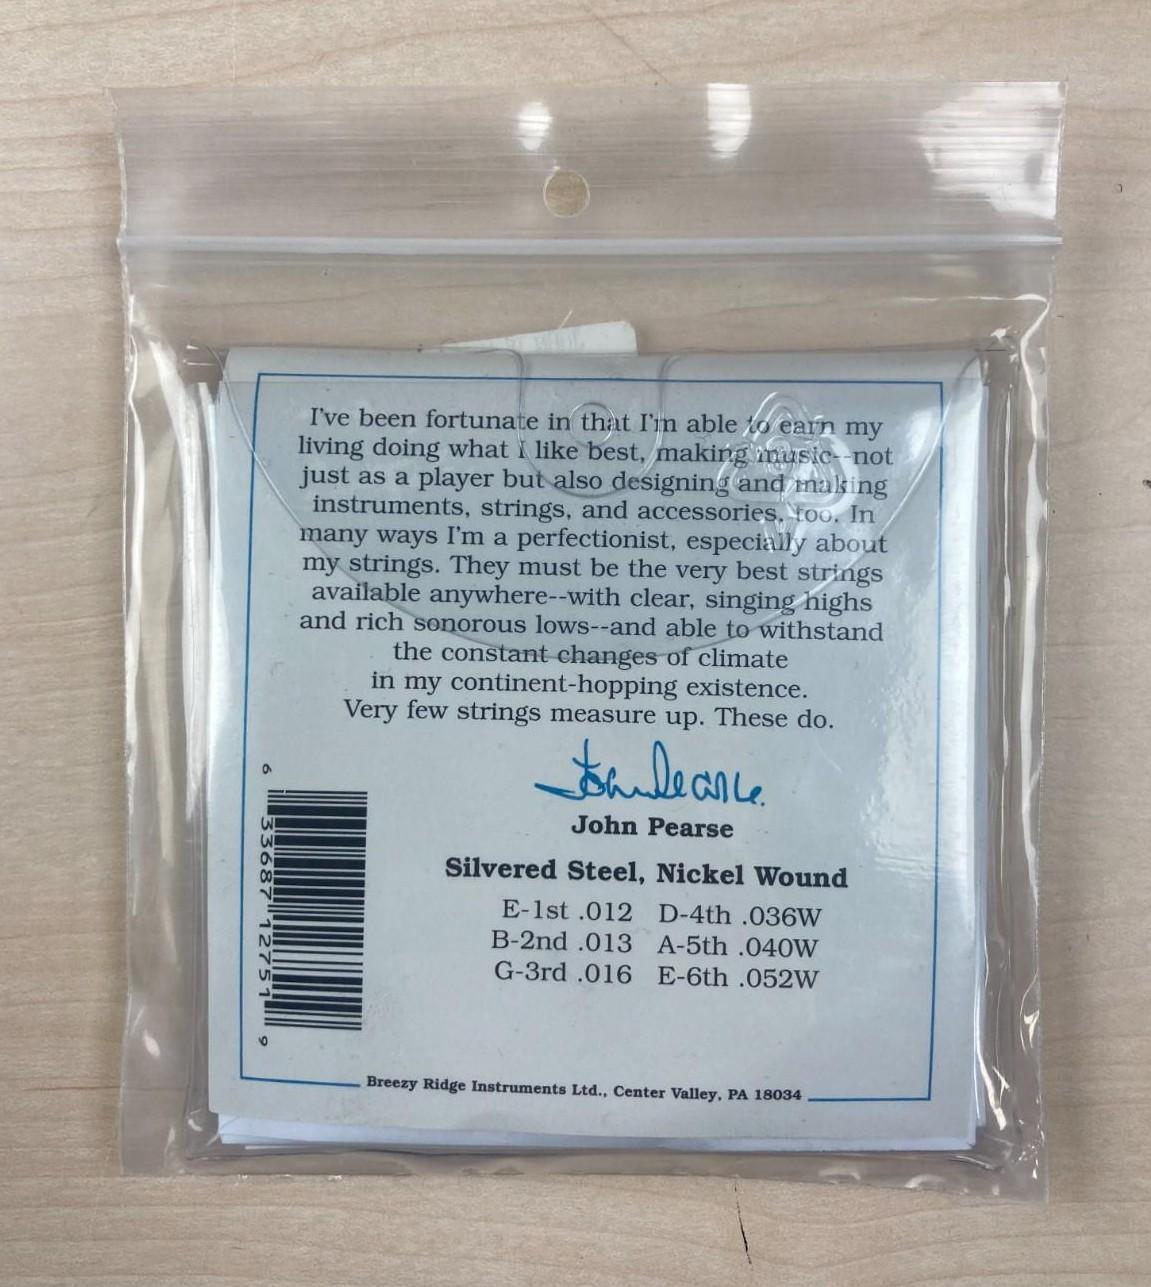 I've been fortunate in that I'm able to earn my
living doing what I like best, making music--not
just as a player but also designing and making
instruments, strings, and accessories, too. In
many ways I'm a perfectionist, especially about
my strings. They must be the very best strings
available anywhere--with clear, singing highs
and rich sonorous lows--and able to withstand
the constant changes of climate
in my continent-hopping existence.
Very few strings measure up. These do.
John Pearse
John Pearse
Silvered Steel, Nickel Wound
E-1st .012 D-4th .036W
B-2nd .013 A-5th .040W
G-3rd .016 E-6th .052W
6 33687 12751 9
Breezy Ridge Instruments Ltd., Center Valley, PA 18034